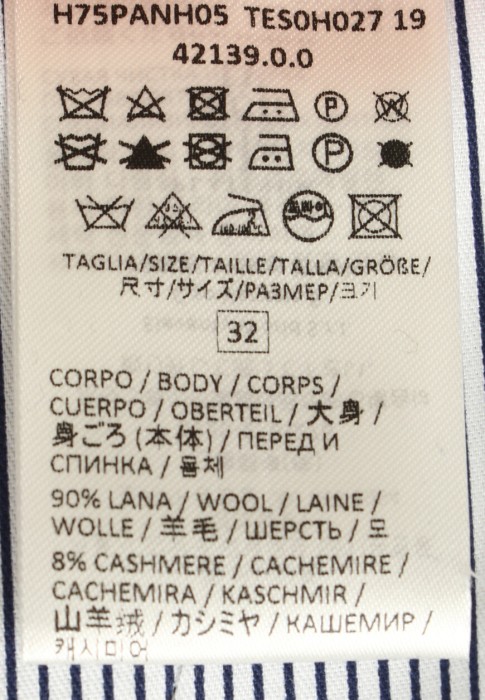 H75PANH05 TES0H027 19
42139.0.0
P W
P
TAGLIA/SIZE/TAILLE/TALLA/GRÖßE/
尺寸/サイズ/РАЗМЕР/크기
32
CORPO / BODY / CORPS /
CUERPO / OBERTEIL / 大身 /
身ごろ (本体) / ПЕРЕД И
СПИНКА / 몸체
90% LANA / WOOL / LAINE /
WOLLE / 羊毛 / ШЕРСТЬ / 모
8% CASHMERE / CACHEMIRE /
CACHEMIRA / KASCHMIR /
山羊绒 / カシミヤ / КАШЕМИР /
캐시미어